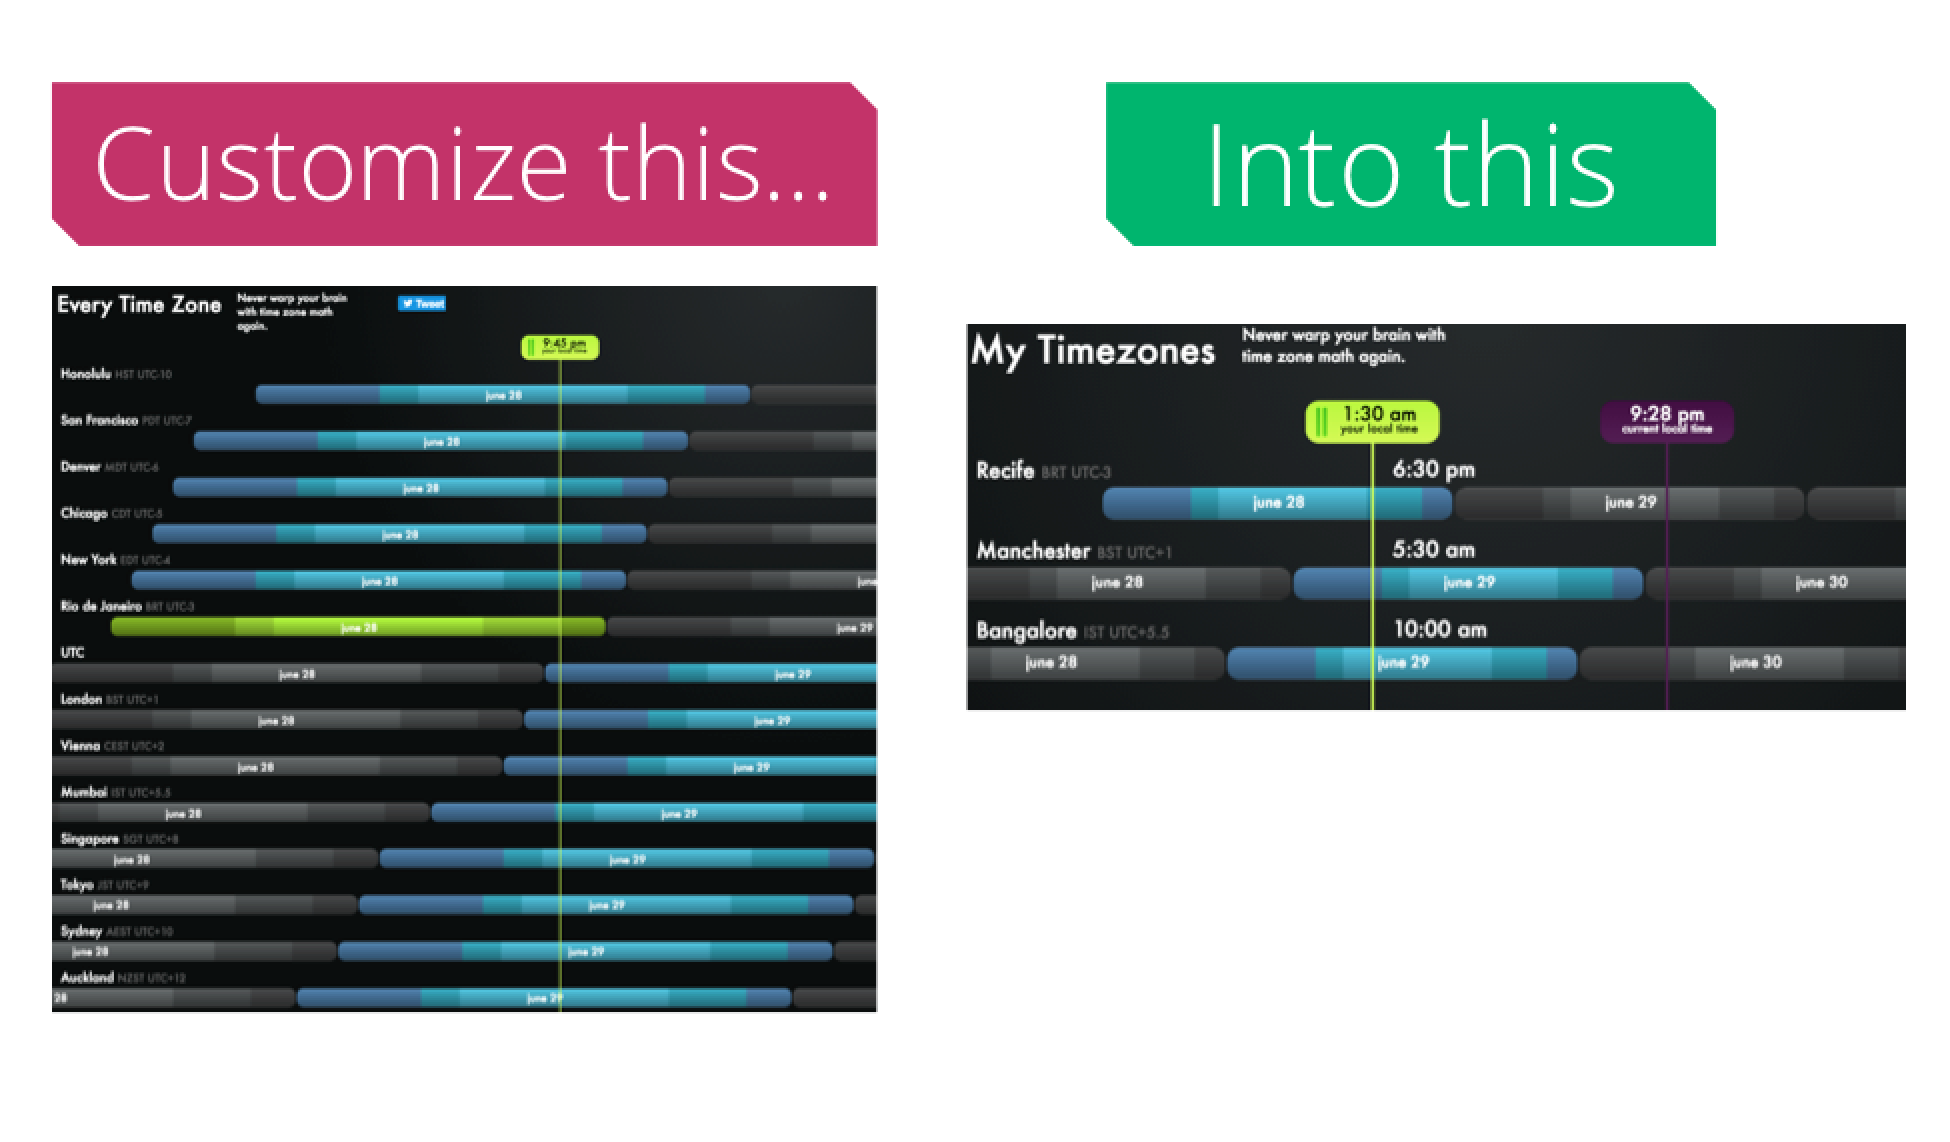 Customize this...
Into this
Every Time Zone
Never warp your brain
with time zone math
again.
Tweet
9:45 pm
your local time
Honolulu HST UTC-10
june 28
San Francisco PDT UTC-7
june 28
Denver MDT UTC-6
june 28
Chicago CDT UTC-5
june 28
New York EDT UTC-4
june 28 june
Rio de Janeiro BRT UTC-3
june 28 june 29
UTC
june 28 june 29
London BST UTC+1
june 28 june 29
Vienna CEST UTC+2
june 28 june 29
Mumbai IST UTC+5.5
june 28 june 29
Singapore SGT UTC+8
june 28 june 29
Tokyo JST UTC+9
june 28 june 29
Sydney AEST UTC+10
june 28 june 29
Auckland NZST UTC+12
28 june 29
My Timezones
Never warp your brain with
time zone math again.
1:30 am
your local time
9:28 pm
current local time
Recife BRT UTC-3 6:30 pm
june 28 june 29
Manchester BST UTC+1 5:30 am
june 28 june 29 june 30
Bangalore IST UTC+5.5 10:00 am
june 28 june 29 june 30